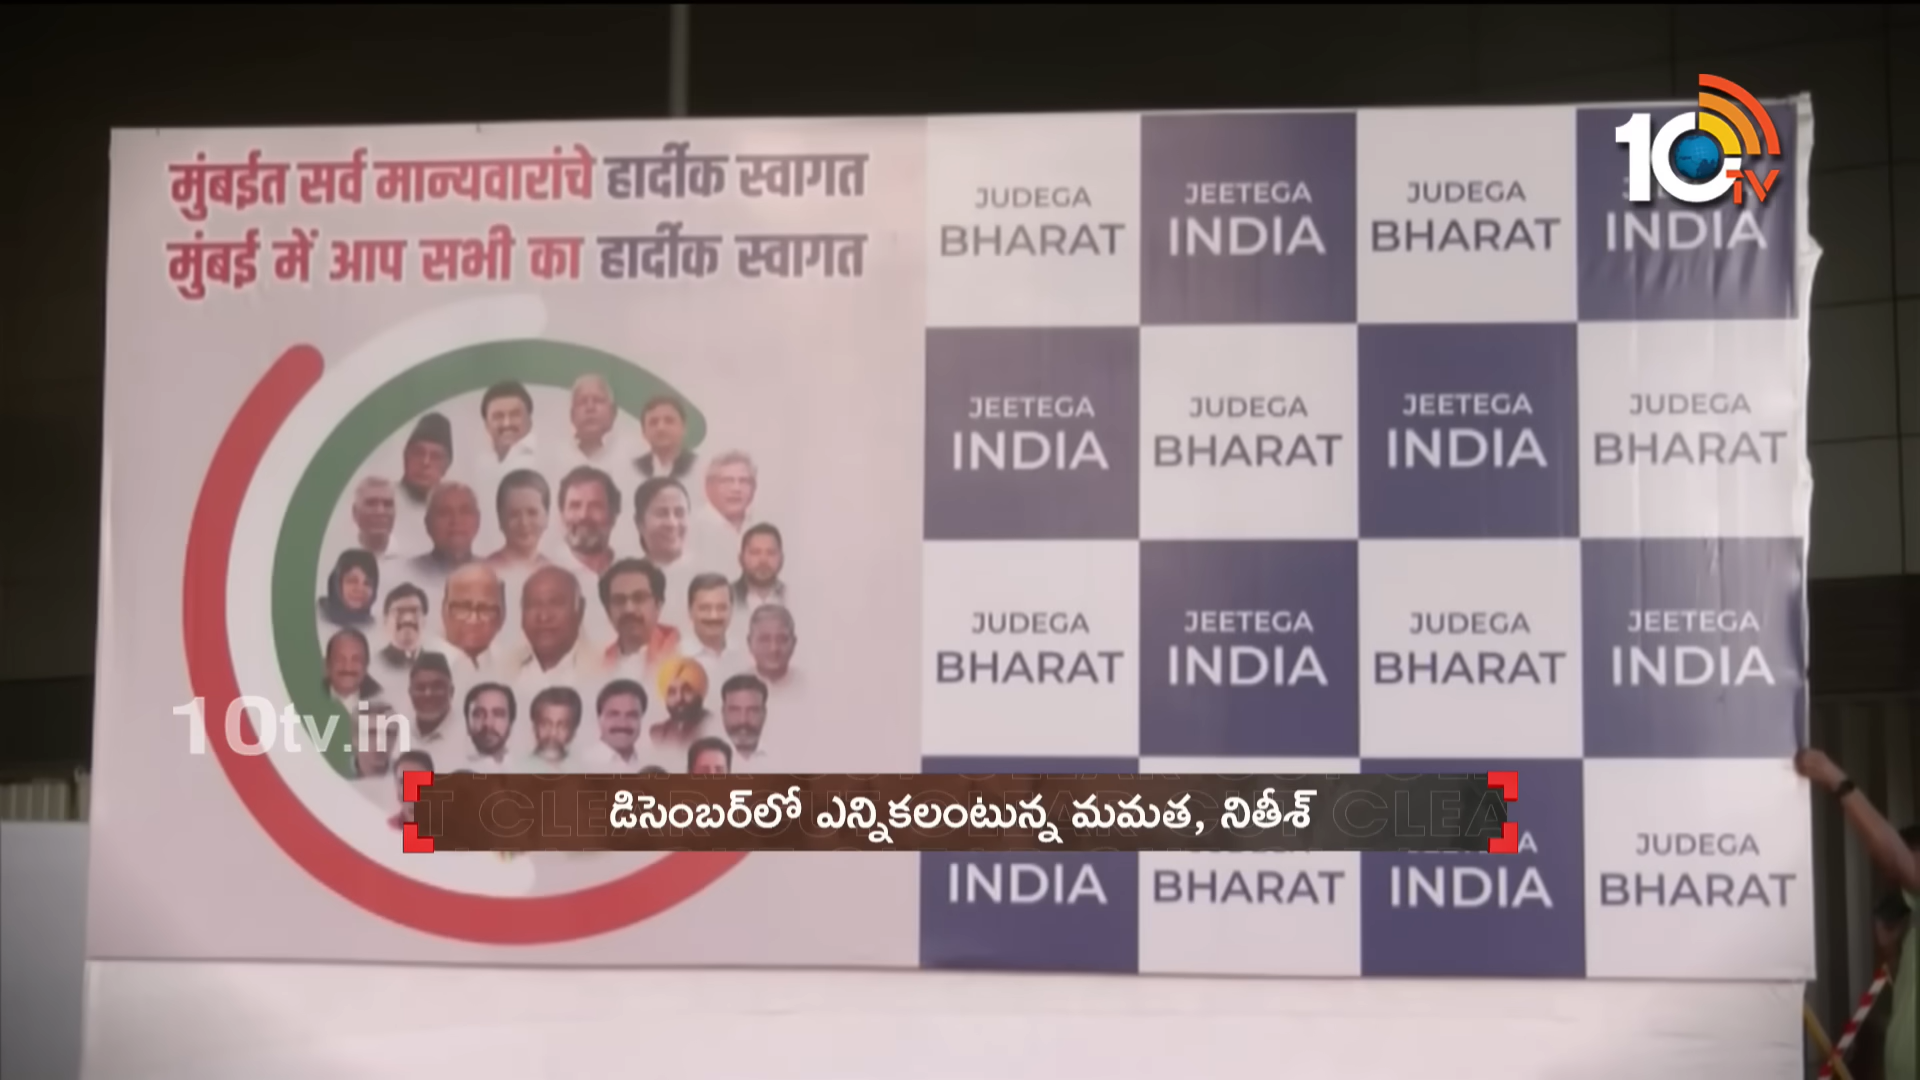 मुंबईत सर्व मान्यवारांचे हार्दीक स्वागत
मुंबई में आप सभी का हार्दीक स्वागत
JUDEGA
BHARAT
JEETEGA
INDIA
JUDEGA
BHARAT
INDIA
10TV
JEETEGA
INDIA
JUDEGA
BHARAT
JEETEGA
INDIA
JUDEGA
BHARAT
JUDEGA
BHARAT
JEETEGA
INDIA
JUDEGA
BHARAT
JEETEGA
INDIA
10tv.in
డిసెంబర్‌లో ఎన్నికలంటున్న మమత, నితీశ్
INDIA
BHARAT
INDIA
JUDEGA
BHARAT